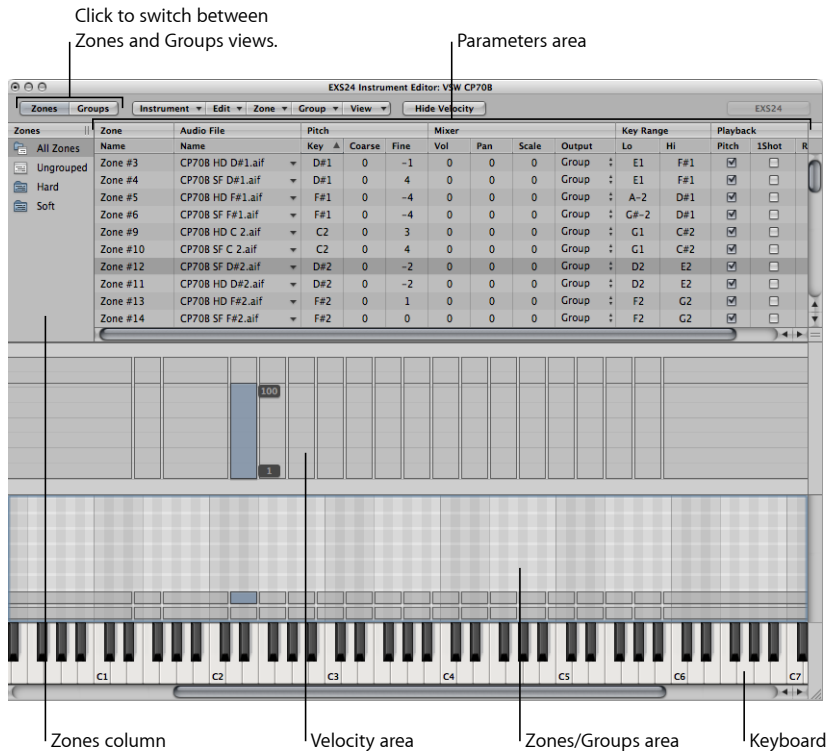 Click to switch between
Zones and Groups views.
Parameters area
EXS24 Instrument Editor: VSW CP70B
Zones Groups Instrument Edit Zone Group View Hide Velocity EXS24
Zones Zone Audio File Pitch Mixer Key Range Playback
All Zones Name Name Key Coarse Fine Vol Pan Scale Output Lo Hi Pitch 1Shot R
Ungrouped
Hard
Soft
Zone #3 CP70B HD D#1.aif D#1 0 -1 0 0 0 Group E1 F#1
Zone #4 CP70B SF D#1.aif D#1 0 4 0 0 0 Group E1 F#1
Zone #5 CP70B HD F#1.aif F#1 0 -4 0 0 0 Group A-2 D#1
Zone #6 CP70B SF F#1.aif F#1 0 -4 0 0 0 Group G#-2 D#1
Zone #9 CP70B HD C 2.aif C2 0 3 0 0 0 Group G1 C#2
Zone #10 CP70B SF C 2.aif C2 0 4 0 0 0 Group G1 C#2
Zone #12 CP70B SF D#2.aif D#2 0 -2 0 0 0 Group D2 E2
Zone #11 CP70B HD D#2.aif D#2 0 -2 0 0 0 Group D2 E2
Zone #13 CP70B HD F#2.aif F#2 0 1 0 0 0 Group F2 G2
Zone #14 CP70B SF F#2.aif F#2 0 0 0 0 0 Group F2 G2
100
1
C1 C2 C3 C4 C5 C6 C7
Zones column Velocity area Zones/Groups area Keyboard